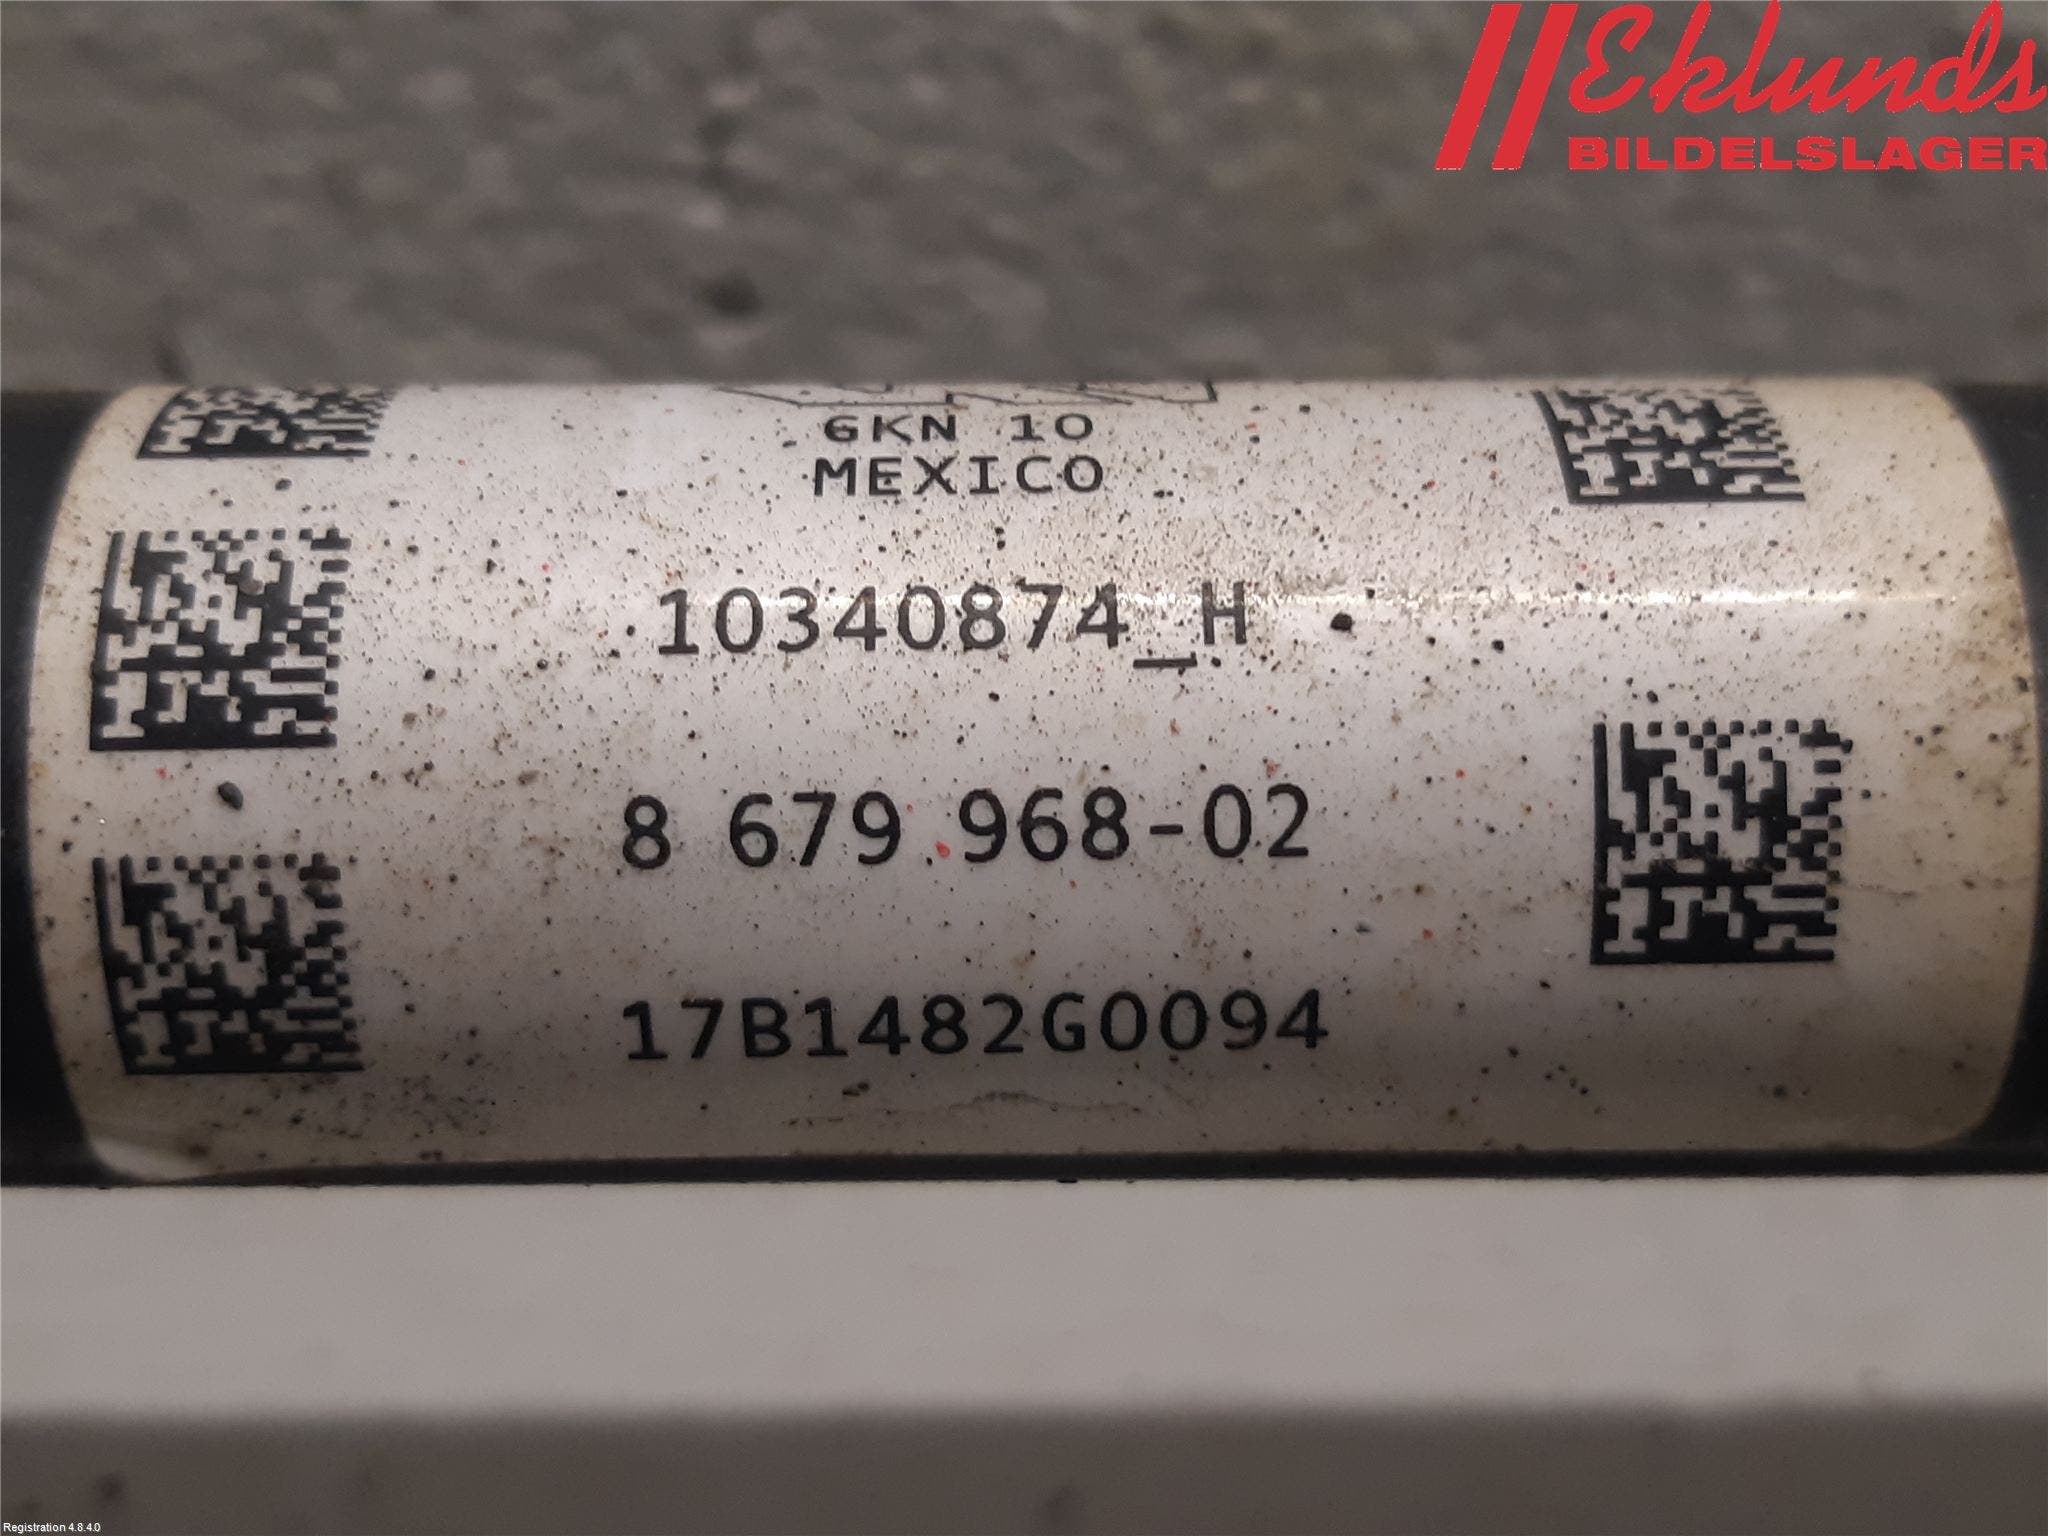 Eklunds
BILDELSLAGER
GKN 10
MEXICO
10340874_H
8 679 968-02
17B1482G0094
Registration 4.8.4.0